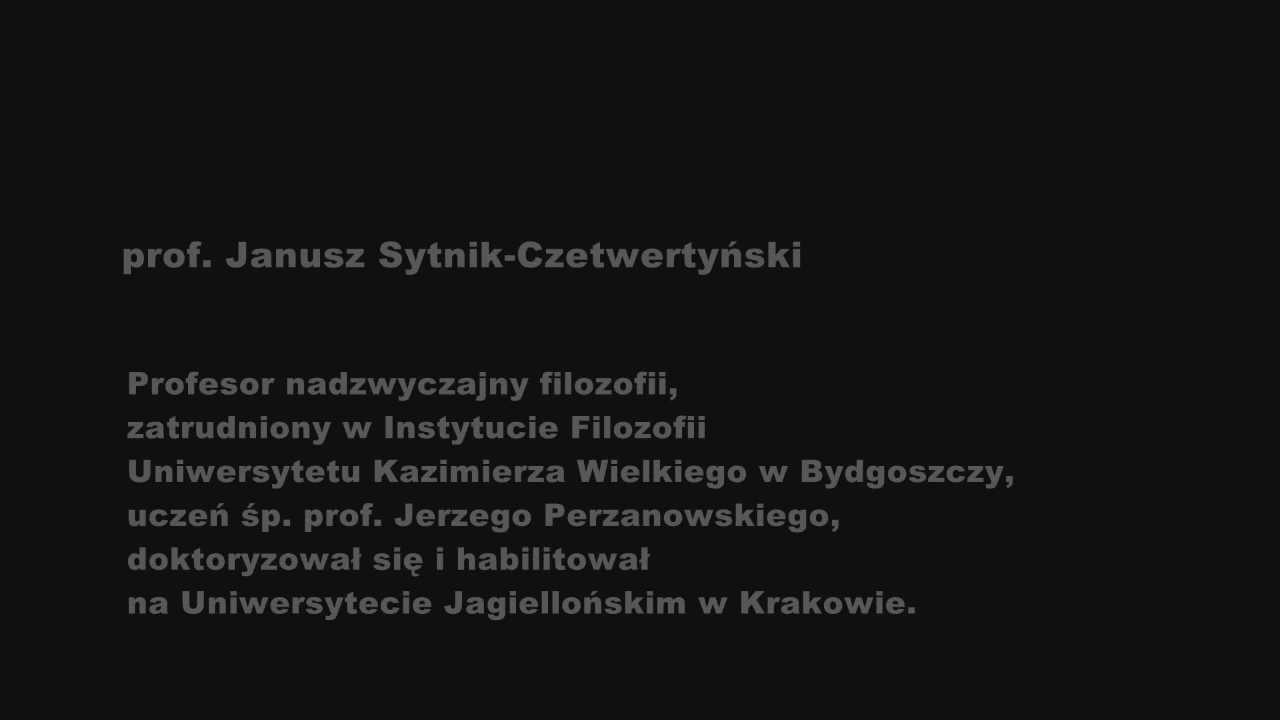 prof. Janusz Sytnik-Czetwertyński
Profesor nadzwyczajny filozofii,
zatrudniony w Instytucie Filozofii
Uniwersytetu Kazimierza Wielkiego w Bydgoszczy,
uczeń śp. prof. Jerzego Perzanowskiego,
doktoryzował się i habilitował
na Uniwersytecie Jagiellońskim w Krakowie.